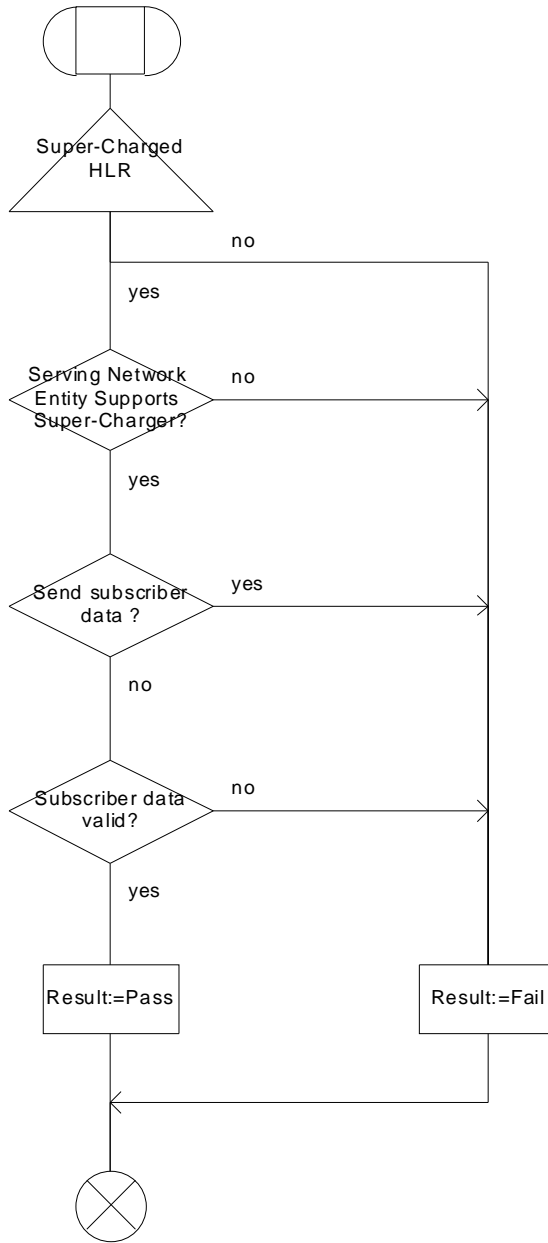 Super-Charged
HLR
no
yes
Serving Network
Entity Supports
Super-Charger?
no
yes
Send subscriber
data ?
yes
no
Subscriber data
valid?
no
yes
Result:=Pass
Result:=Fail